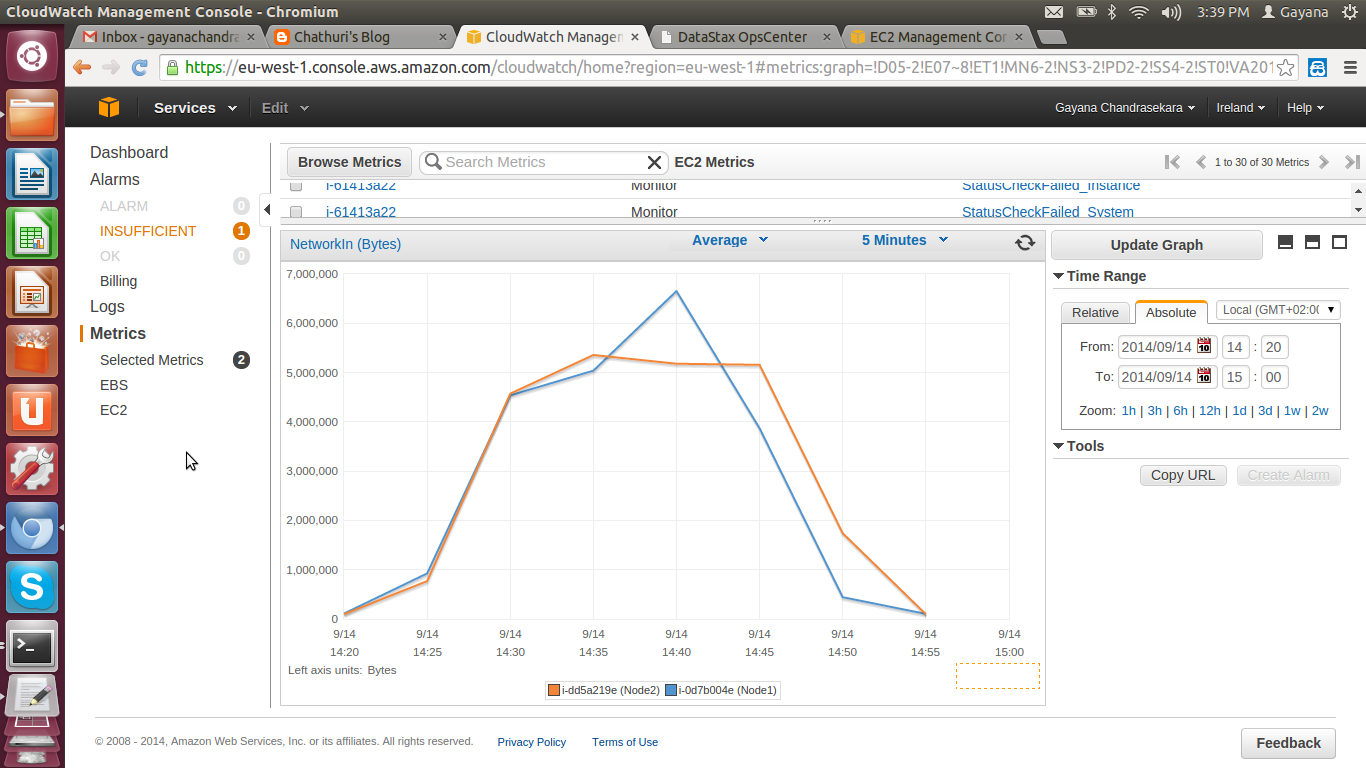 CloudWatch Management Console - Chromium
3:39 PM Gayana
Inbox - gayanachandra
Chathuri's Blog
CloudWatch Managemen
DataStax OpsCenter
EC2 Management Con
https://eu-west-1.console.aws.amazon.com/cloudwatch/home?region=eu-west-1#metrics:graph=!D05-2!E07~8!ET1!MN6-2!NS3-2!PD2-2!SS4-2!ST0!VA201
Services Edit
Gayana Chandrasekara Ireland Help
Dashboard
Alarms
ALARM 0
INSUFFICIENT 1
OK 0
Billing
Logs
Metrics
Selected Metrics 2
EBS
EC2
Browse Metrics Search Metrics EC2 Metrics
1 to 30 of 30 Metrics
i-61413a22 Monitor StatusCheckFailed_Instance
i-61413a22 Monitor StatusCheckFailed_System
NetworkIn (Bytes) Average 5 Minutes
7,000,000
6,000,000
5,000,000
4,000,000
3,000,000
2,000,000
1,000,000
0
9/14 9/14 9/14 9/14 9/14 9/14 9/14 9/14 9/14
14:20 14:25 14:30 14:35 14:40 14:45 14:50 14:55 15:00
Left axis units: Bytes
i-dd5a219e (Node2) i-0d7b004e (Node1)
Update Graph
Time Range
Relative Absolute Local (GMT+02:00
From: 2014/09/14 10 14 : 20
To: 2014/09/14 10 15 : 00
Zoom: 1h | 3h | 6h | 12h | 1d | 3d | 1w | 2w
Tools
Copy URL Create Alarm
© 2008 - 2014, Amazon Web Services, Inc. or its affiliates. All rights reserved. Privacy Policy Terms of Use
Feedback